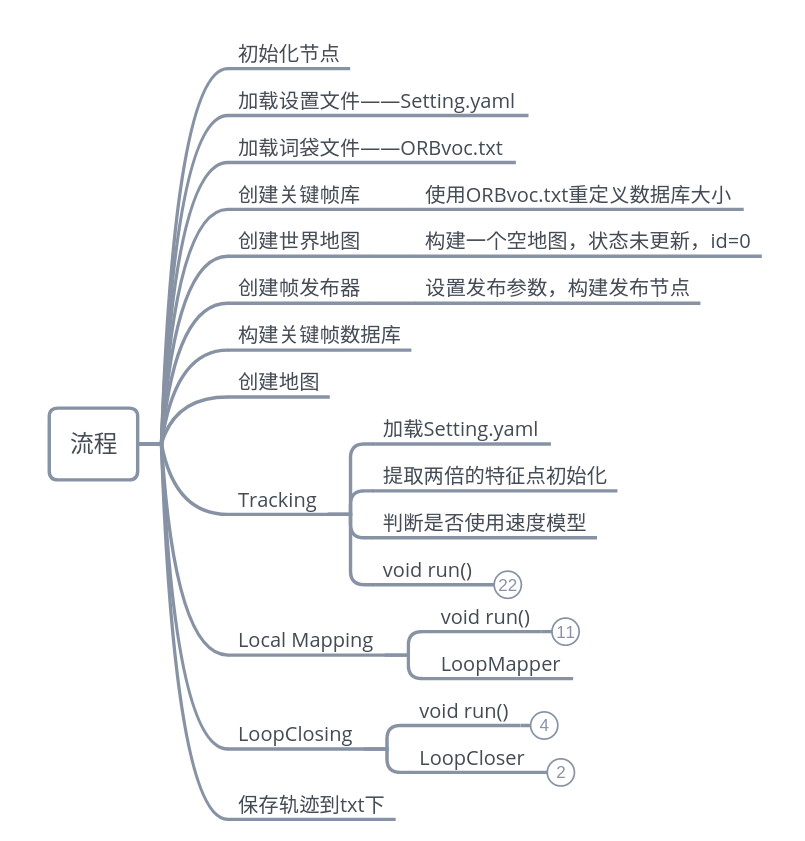 初始化节点
加载设置文件——Setting.yaml
加载词袋文件——ORBvoc.txt
创建关键帧库 使用ORBvoc.txt重定义数据库大小
创建世界地图 构建一个空地图，状态未更新，id=0
创建帧发布器 设置发布参数，构建发布节点
构建关键帧数据库
创建地图
流程
加载Setting.yaml
提取两倍的特征点初始化
判断是否使用速度模型
Tracking
void run() 22
Local Mapping
void run() 11
LoopMapper
LoopClosing
void run() 4
LoopCloser 2
保存轨迹到txt下